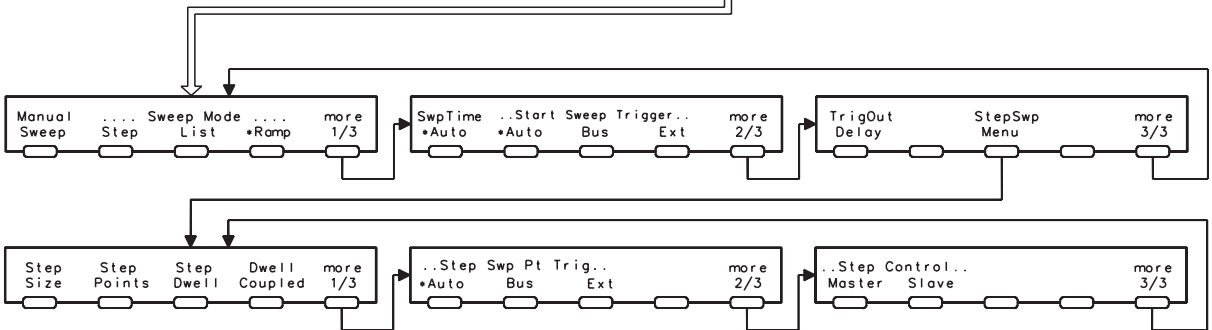 Manual .... Sweep Mode .... more
Sweep Step List *Ramp 1/3
SwpTime ..Start Sweep Trigger.. more
*Auto *Auto Bus Ext 2/3
TrigOut StepSwp more
Delay Menu 3/3
Step Step Step Dwell more
Size Points Dwell Coupled 1/3
..Step Swp Pt Trig.. more
*Auto Bus Ext 2/3
..Step Control.. more
Master Slave 3/3